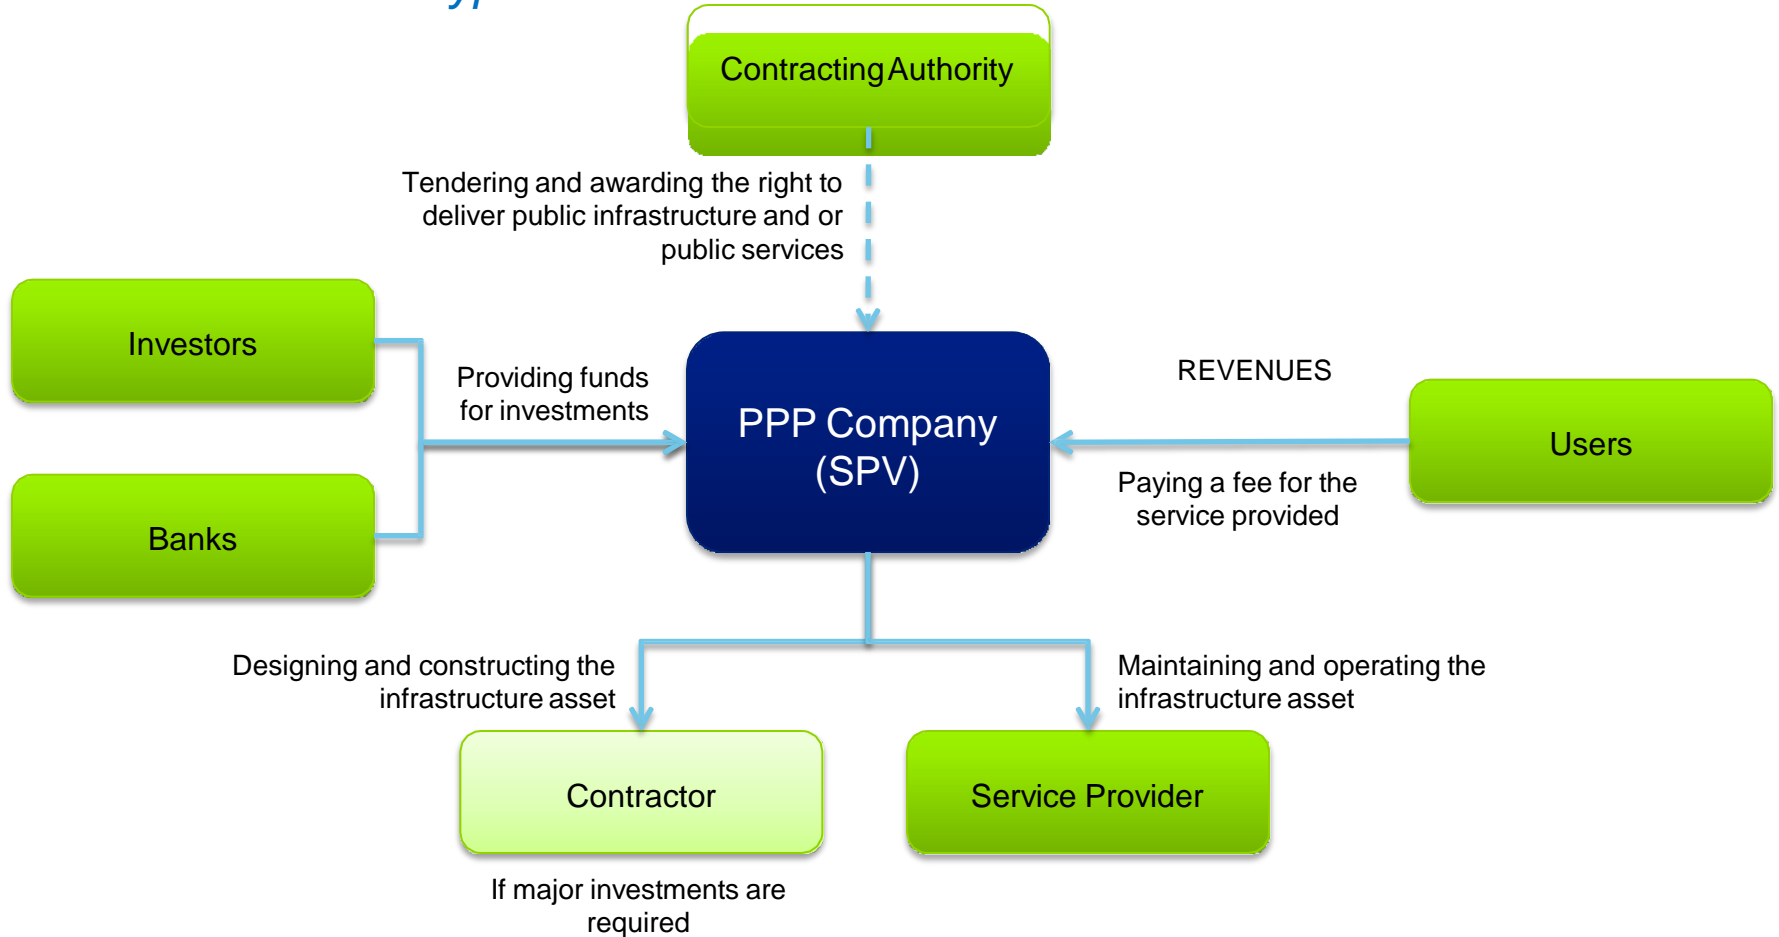 Contracting Authority
Tendering and awarding the right to
deliver public infrastructure and or
public services
Investors
Providing funds
for investments
Banks
PPP Company
(SPV)
REVENUES
Users
Paying a fee for the
service provided
Designing and constructing the
infrastructure asset
Maintaining and operating the
infrastructure asset
Contractor
Service Provider
If major investments are
required